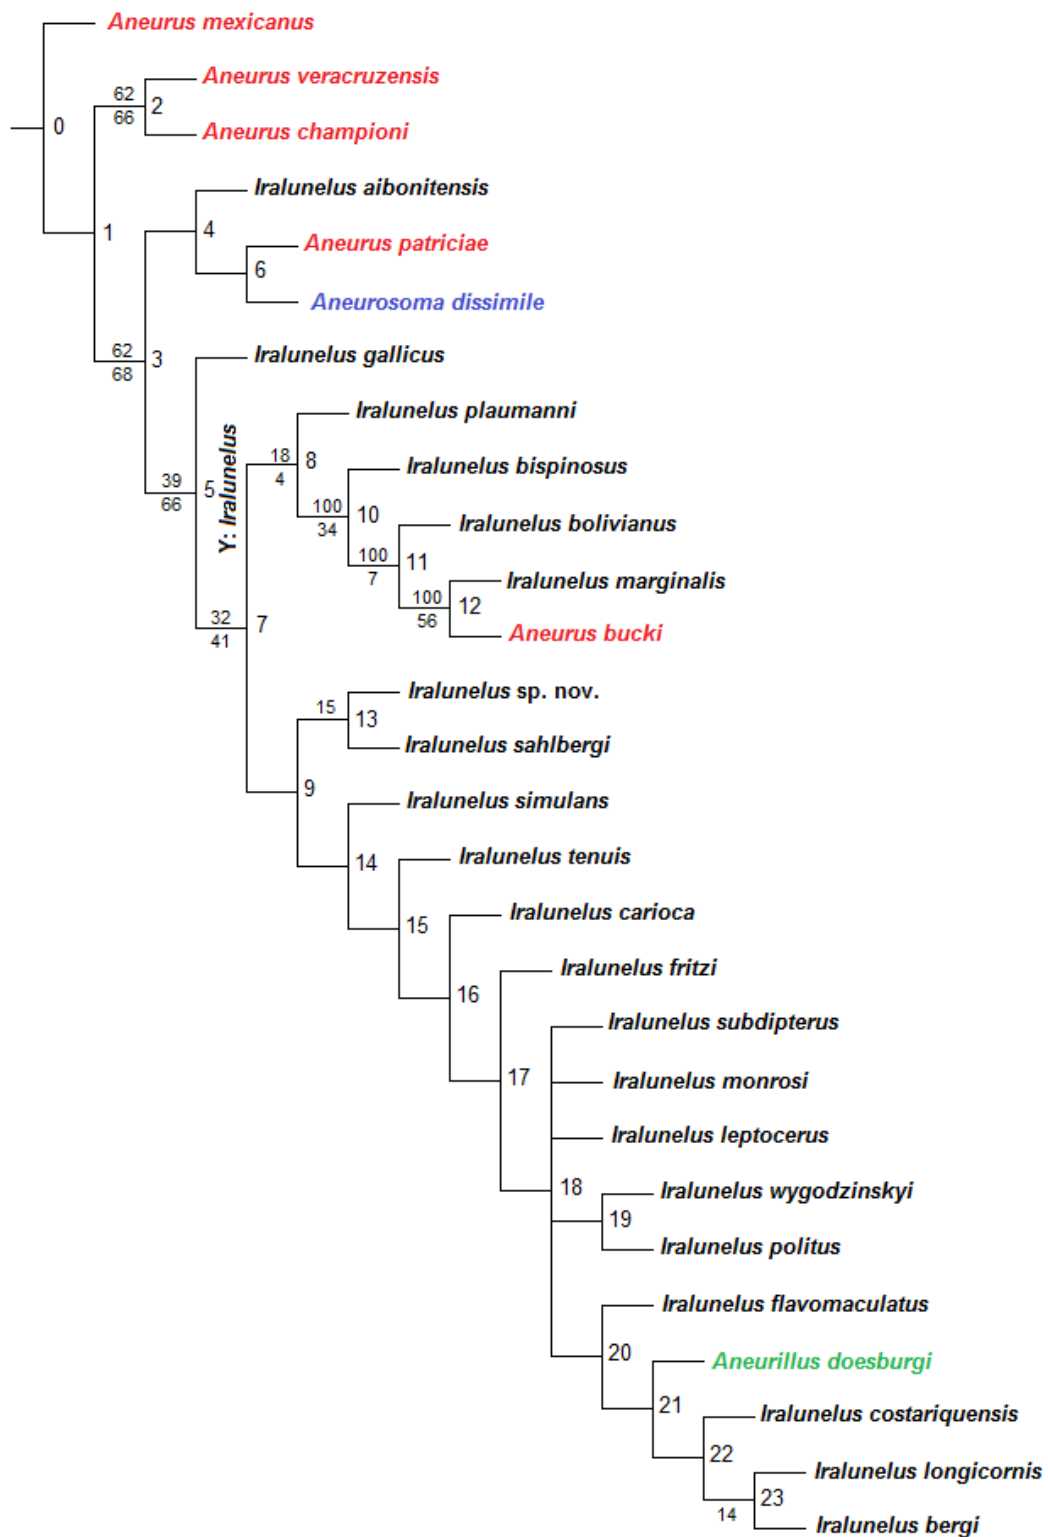 Aneurus mexicanus
0
62
66
2
Aneurus veracruzensis
Aneurus championi
1
Iralunelus aibonitensis
4
Aneurus patriciae
6
Aneurosoma dissimile
62
68
3
Iralunelus gallicus
39
66
5
Y: Iralunelus
Iralunelus plaumanni
18
4
8
Iralunelus bispinosus
100
34
10
Iralunelus bolivianus
100
7
11
Iralunelus marginalis
100
56
12
Aneurus bucki
32
41
7
Iralunelus sp. nov.
15
13
Iralunelus sahlbergi
9
Iralunelus simulans
14
Iralunelus tenuis
15
Iralunelus carioca
16
Iralunelus fritzi
17
Iralunelus subdipterus
Iralunelus monrosi
Iralunelus leptocerus
18
Iralunelus wygodzinskyi
19
Iralunelus politus
Iralunelus flavomaculatus
20
Aneurillus doesburgi
21
Iralunelus costariquensis
22
Iralunelus longicornis
14
23
Iralunelus bergi